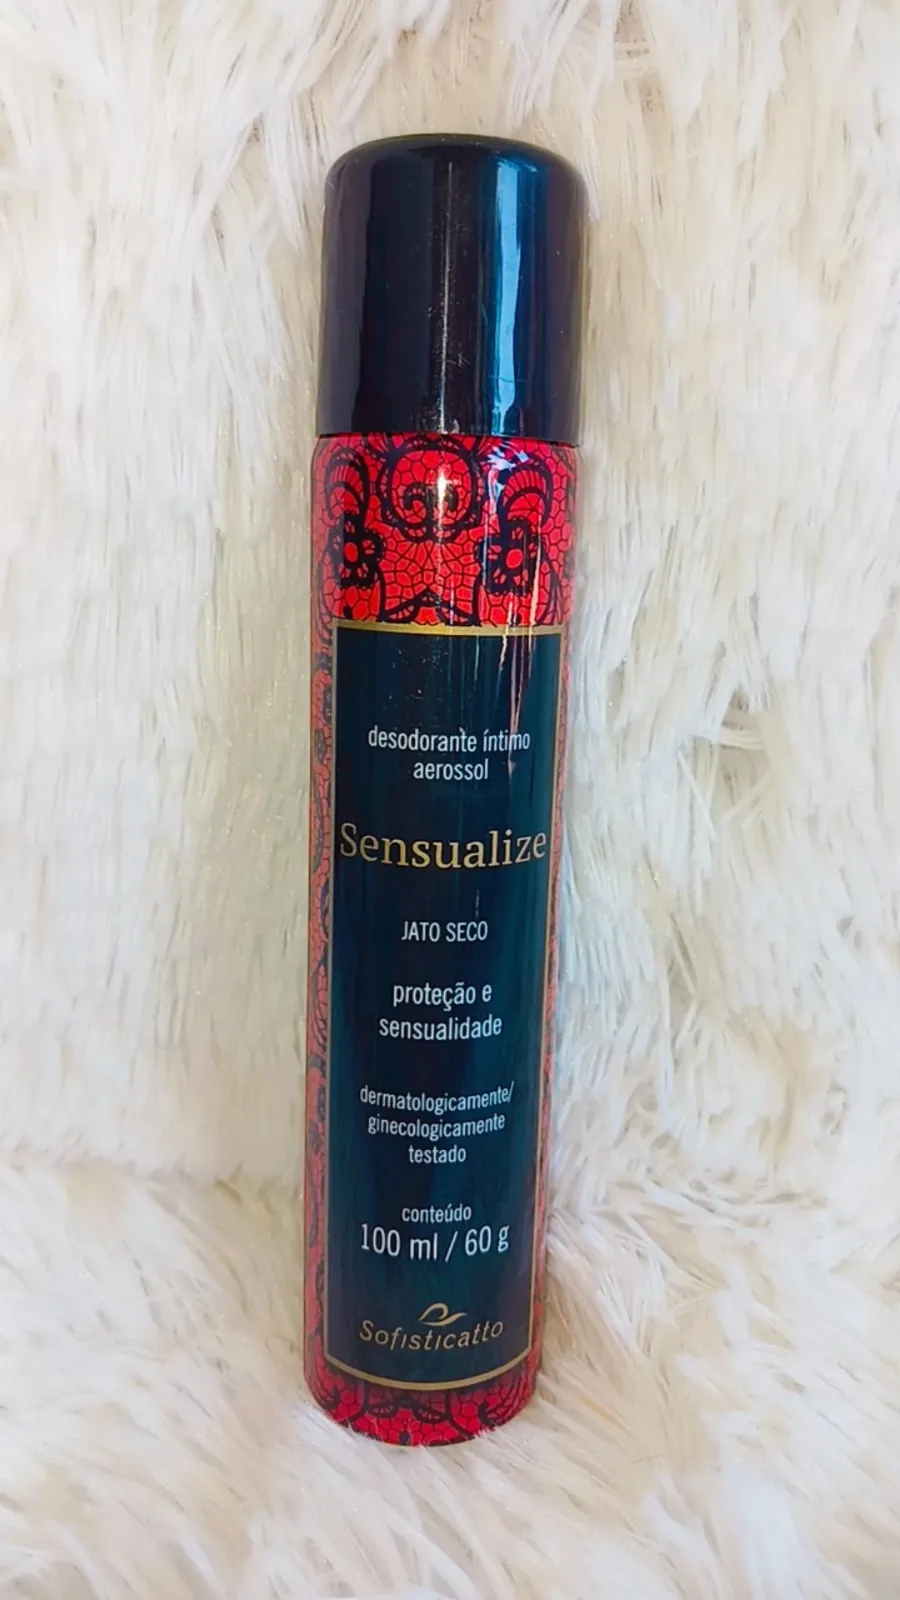 desodorante íntimo
aerossol
Sensualize
JATO SECO
proteção e
sensualidade
dermatologicamente/
ginecologicamente
testado
conteúdo
100 ml / 60 g
Sofisticatto